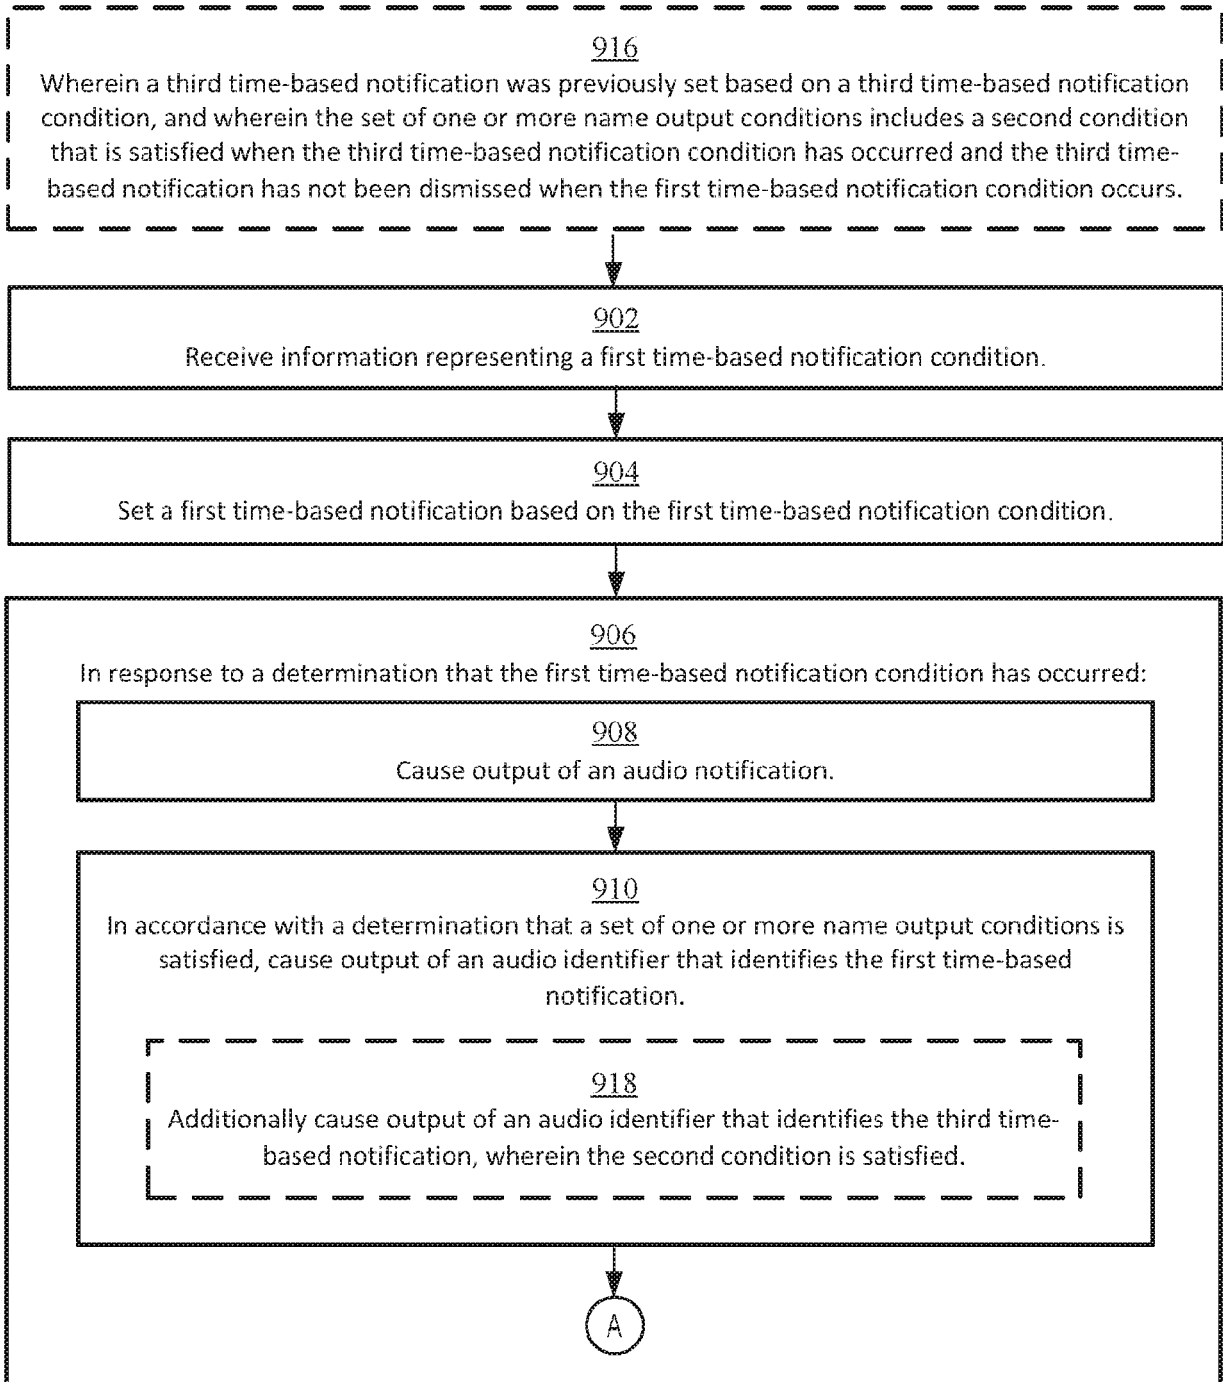 916
Wherein a third time-based notification was previously set based on a third time-based notification
condition, and wherein the set of one or more name output conditions includes a second condition
that is satisfied when the third time-based notification condition has occurred and the third time-
based notification has not been dismissed when the first time-based notification condition occurs.
902
Receive information representing a first time-based notification condition.
904
Set a first time-based notification based on the first time-based notification condition.
906
In response to a determination that the first time-based notification condition has occurred:
908
Cause output of an audio notification.
910
In accordance with a determination that a set of one or more name output conditions is
satisfied, cause output of an audio identifier that identifies the first time-based
notification.
918
Additionally cause output of an audio identifier that identifies the third time-
based notification, wherein the second condition is satisfied.
A